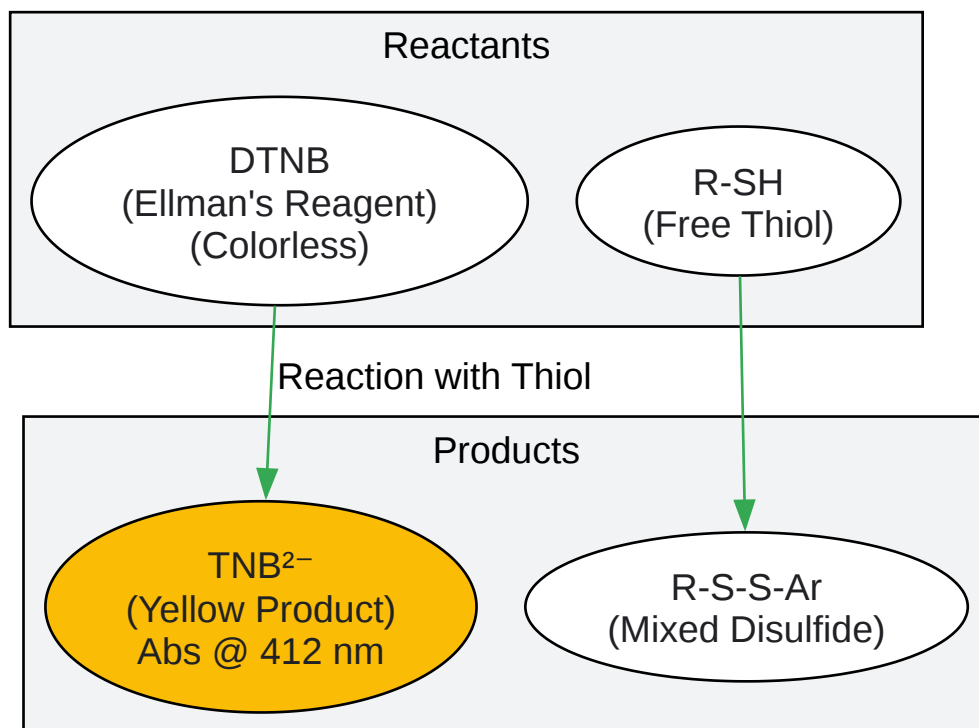 Reactants
DTNB
(Ellman's Reagent)
(Colorless)
R-SH
(Free Thiol)
Reaction with Thiol
Products
TNB²⁻
(Yellow Product)
Abs @ 412 nm
R-S-S-Ar
(Mixed Disulfide)